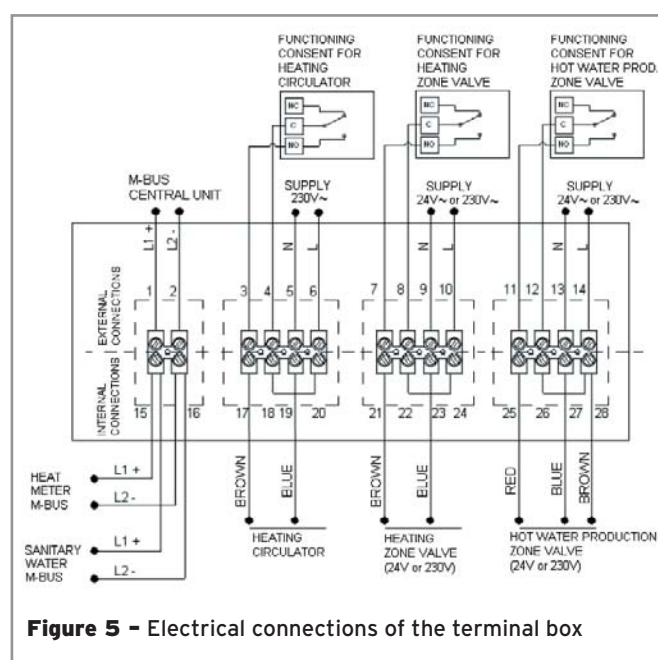 FUNCTIONING
CONSENT FOR
HEATING
CIRCULATOR
FUNCTIONING
CONSENT FOR
HEATING
ZONE VALVE
FUNCTIONING
CONSENT FOR
HOT WATER PROD.
ZONE VALVE
NC
C
NO
NC
C
NO
NC
C
NO
M-BUS
CENTRAL UNIT
SUPPLY
230V~
SUPPLY
24V~ or 230V~
SUPPLY
24V~ or 230V~
L1 +
L2 -
N
L
N
L
N
L
1 2 3 4 5 6 7 8 9 10 11 12 13 14
EXTERNAL
CONNECTIONS
INTERNAL
CONNECTIONS
15 16 17 18 19 20 21 22 23 24 25 26 27 28
HEAT
METER
M-BUS
L1 +
L2 -
SANITARY
WATER
M-BUS
L1 +
L2 -
BROWN
BLUE
BROWN
BLUE
RED
BLUE
BROWN
HEATING
CIRCULATOR
HEATING
ZONE VALVE
(24V or 230V)
HOT WATER PRODUCTION
ZONE VALVE
(24V or 230V)
Figure 5 – Electrical connections of the terminal box